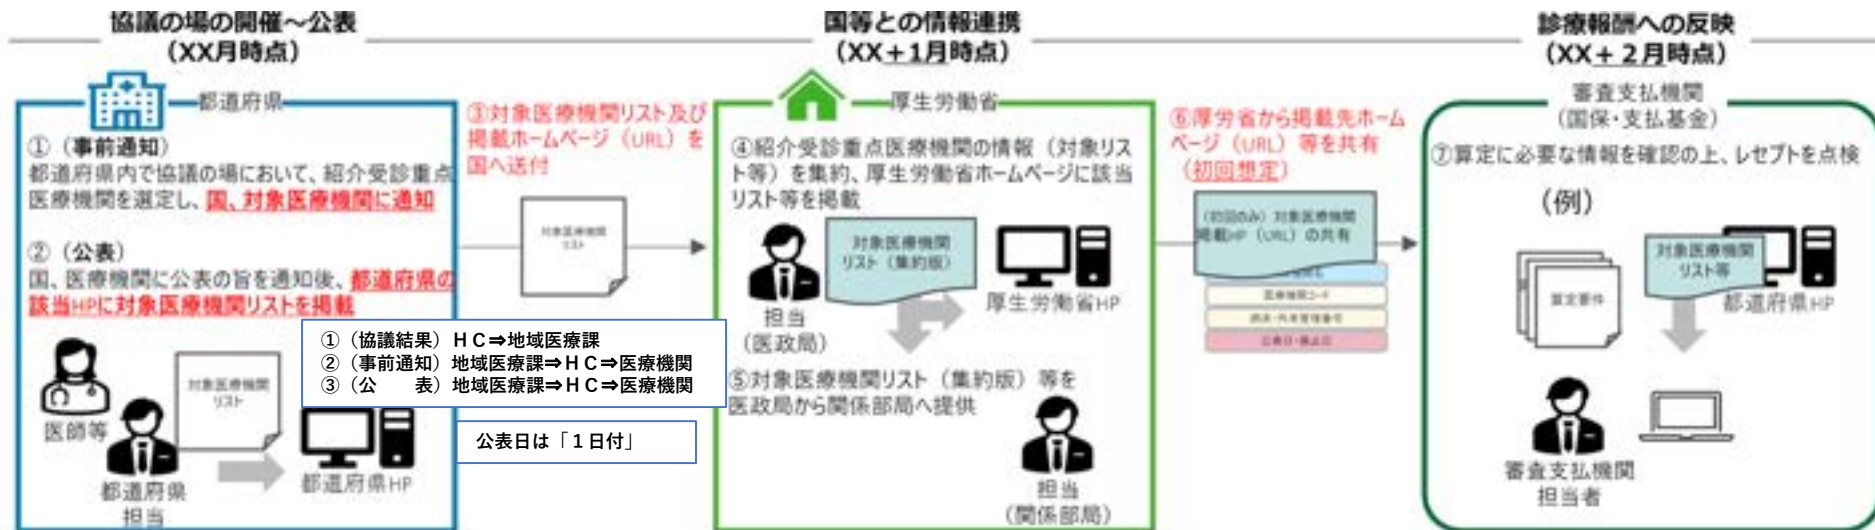 協議の場の開催～公表
（XX月時点）
国等との情報連携
（XX＋1月時点）
診療報酬への反映
（XX＋２月時点）
都道府県
①（事前通知）
都道府県内で協議の場において、紹介受診重点
医療機関を選定し、国、対象医療機関に通知
②（公表）
国、医療機関に公表の旨を通知後、都道府県の
該当HPに対象医療機関リストを掲載
医師等
対象医療機関
リスト
都道府県
担当
都道府県HP
①（協議結果）ＨＣ⇒地域医療課
②（事前通知）地域医療課⇒ＨＣ⇒医療機関
③（公　　表）地域医療課⇒ＨＣ⇒医療機関
公表日は「１日付」
③対象医療機関リスト及び
掲載ホームページ（URL）を
国へ送付
対象医療機関
リスト
厚生労働省
④紹介受診重点医療機関の情報（対象リス
ト等）を集約、厚生労働省ホームページに該当
リスト等を掲載
担当
（医政局）
対象医療機関
リスト（集約版）
厚生労働省HP
⑤対象医療機関リスト（集約版）等を
医政局から関係部局へ提供
担当
（関係部局）
⑥厚労省から掲載先ホーム
ページ（URL）等を共有
（初回想定）
（初回のみ）対象医療機関
掲載HP（URL）の共有
医療機関コード
審査支払機関
（国保・支払基金）
⑦算定に必要な情報を確認の上、レセプトを点検
（例）
算定要件
対象医療機関
リスト等
都道府県HP
審査支払機関
担当者